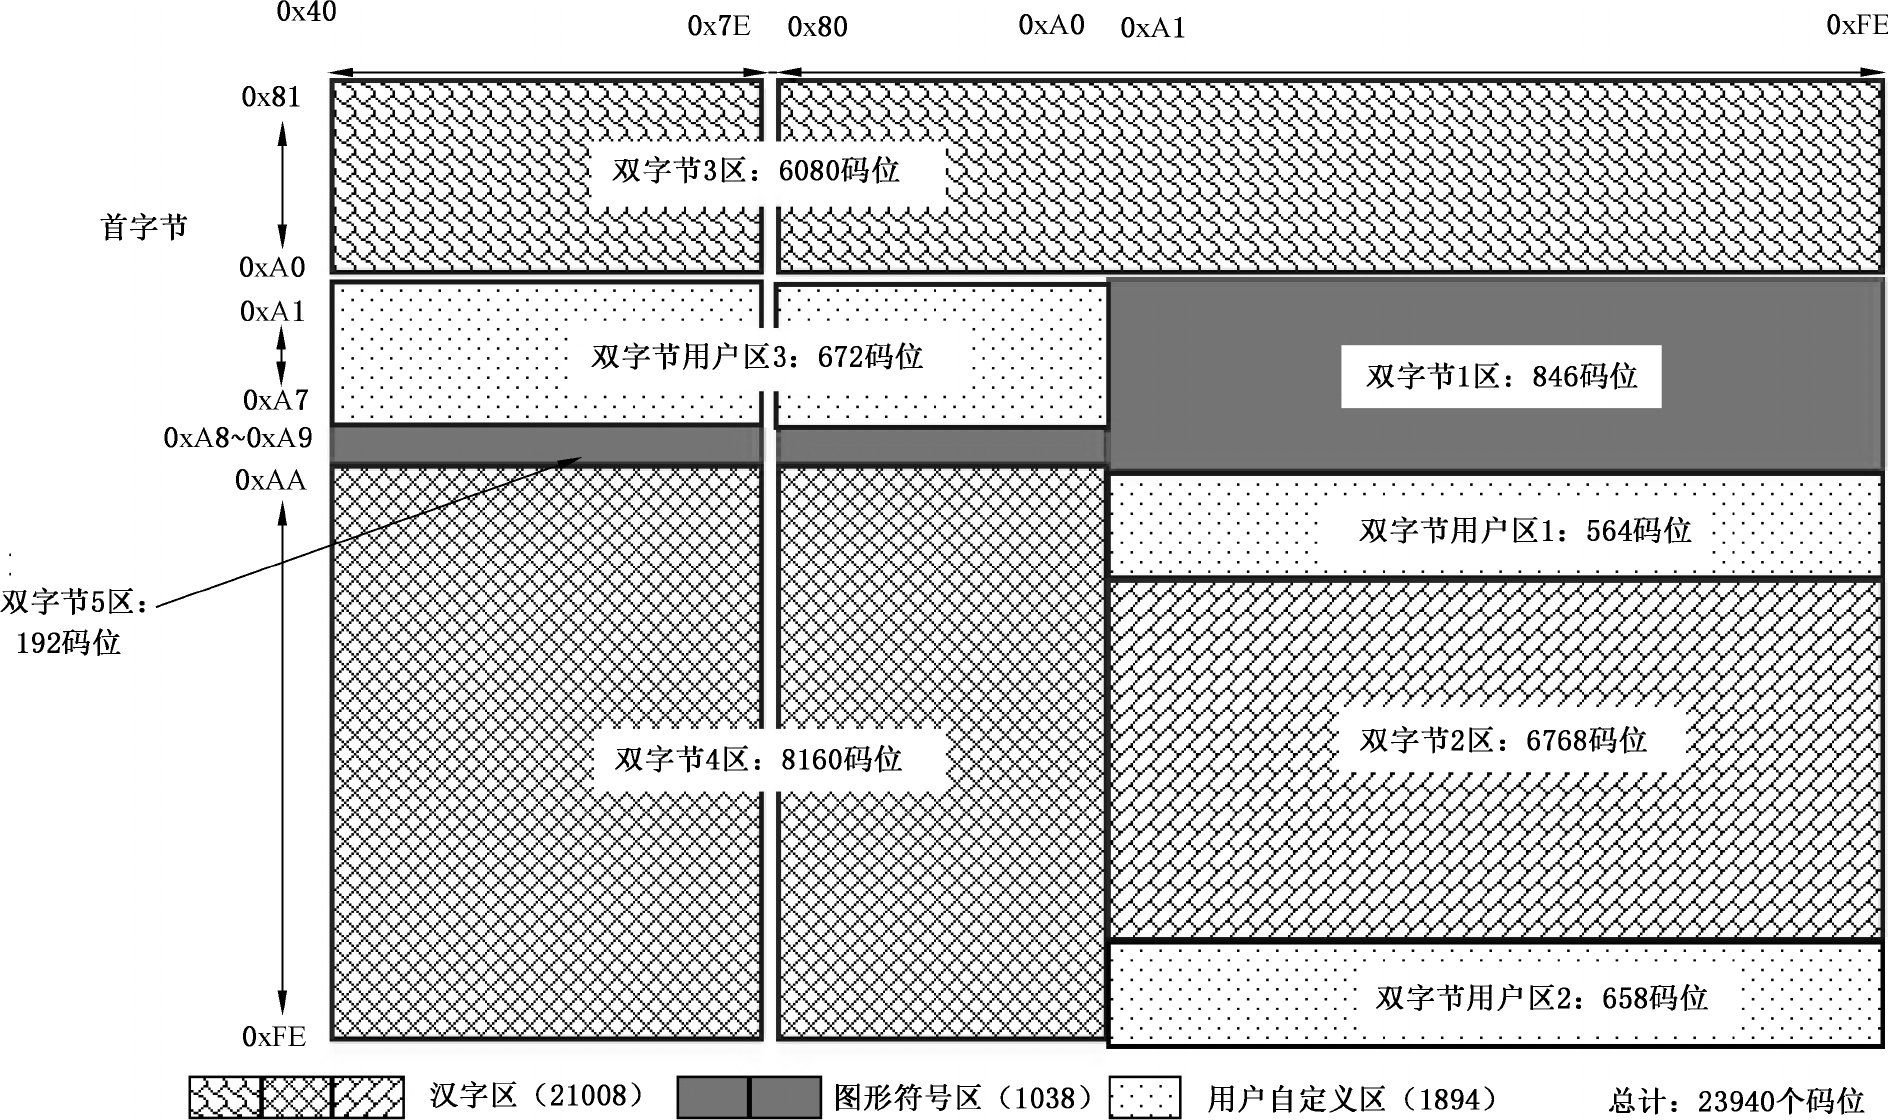 0x40
0x7E 0x80 0xA0 0xA1 0xFE
0x81
双字节3区：6080码位
首字节
0xA0
0xA1
双字节用户区3：672码位
双字节1区：846码位
0xA7
0xA8~0xA9
0xAA
双字节用户区1：564码位
双字节5区：
192码位
双字节2区：6768码位
双字节4区：8160码位
双字节用户区2：658码位
0xFE
汉字区（21008） 图形符号区（1038） 用户自定义区（1894） 总计：23940个码位